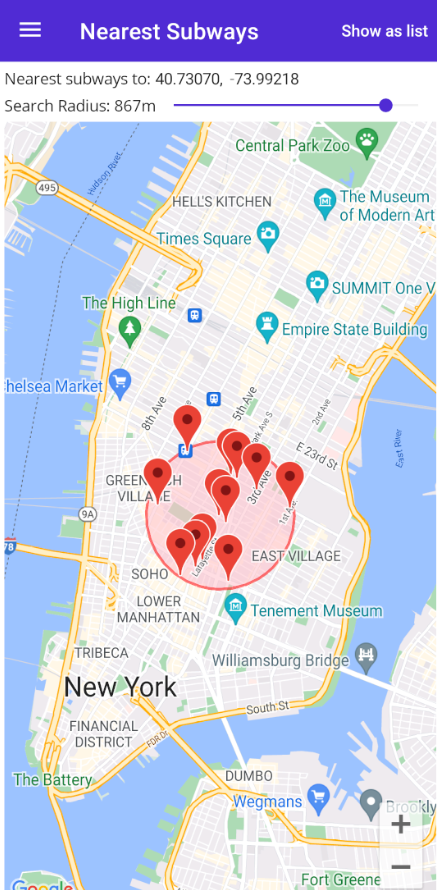 Nearest Subways
Show as list
Nearest subways to: 40.73070, -73.99218
Search Radius: 867m
Central Park Zoo
Hudson River
495
HELL'S KITCHEN
The Museum
of Modern Art
Times Square
SUMMIT One V
The High Line
Empire State Building
Chelsea Market
8th Ave
5th Ave
Park Ave S
2nd Ave
East River
E 23rd St
3rd Ave
1st Ave
VILLAGE
9A
78
EAST VILLAGE
SOHO
LOWER
MANHATTAN
Tenement Museum
TRIBECA
Williamsburg Bridge
New York
South St
FINANCIAL
DISTRICT
FDR Dr
The Battery
DUMBO
Wegmans
Brookly
+
−
Fort Greene
Google